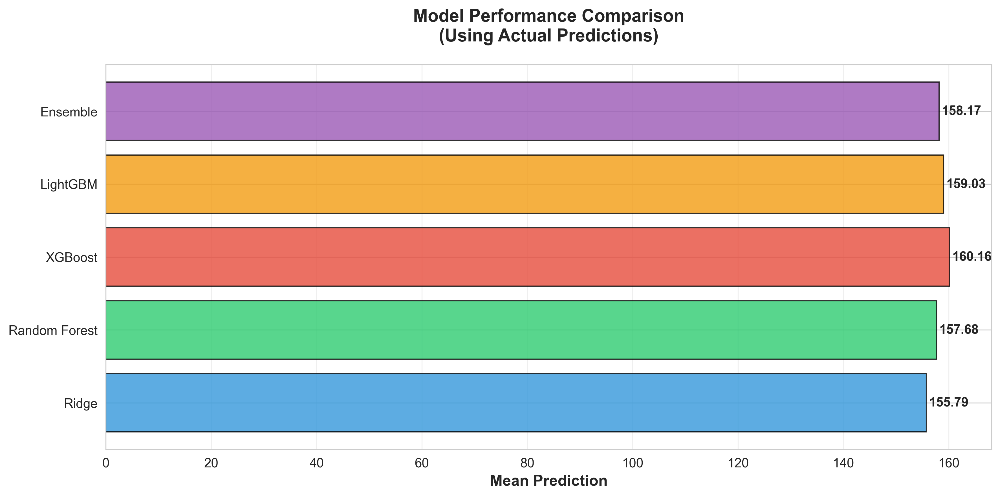 Model Performance Comparison
(Using Actual Predictions)
Ensemble
158.17
LightGBM
159.03
XGBoost
160.16
Random Forest
157.68
Ridge
155.79
0 20 40 60 80 100 120 140 160
Mean Prediction